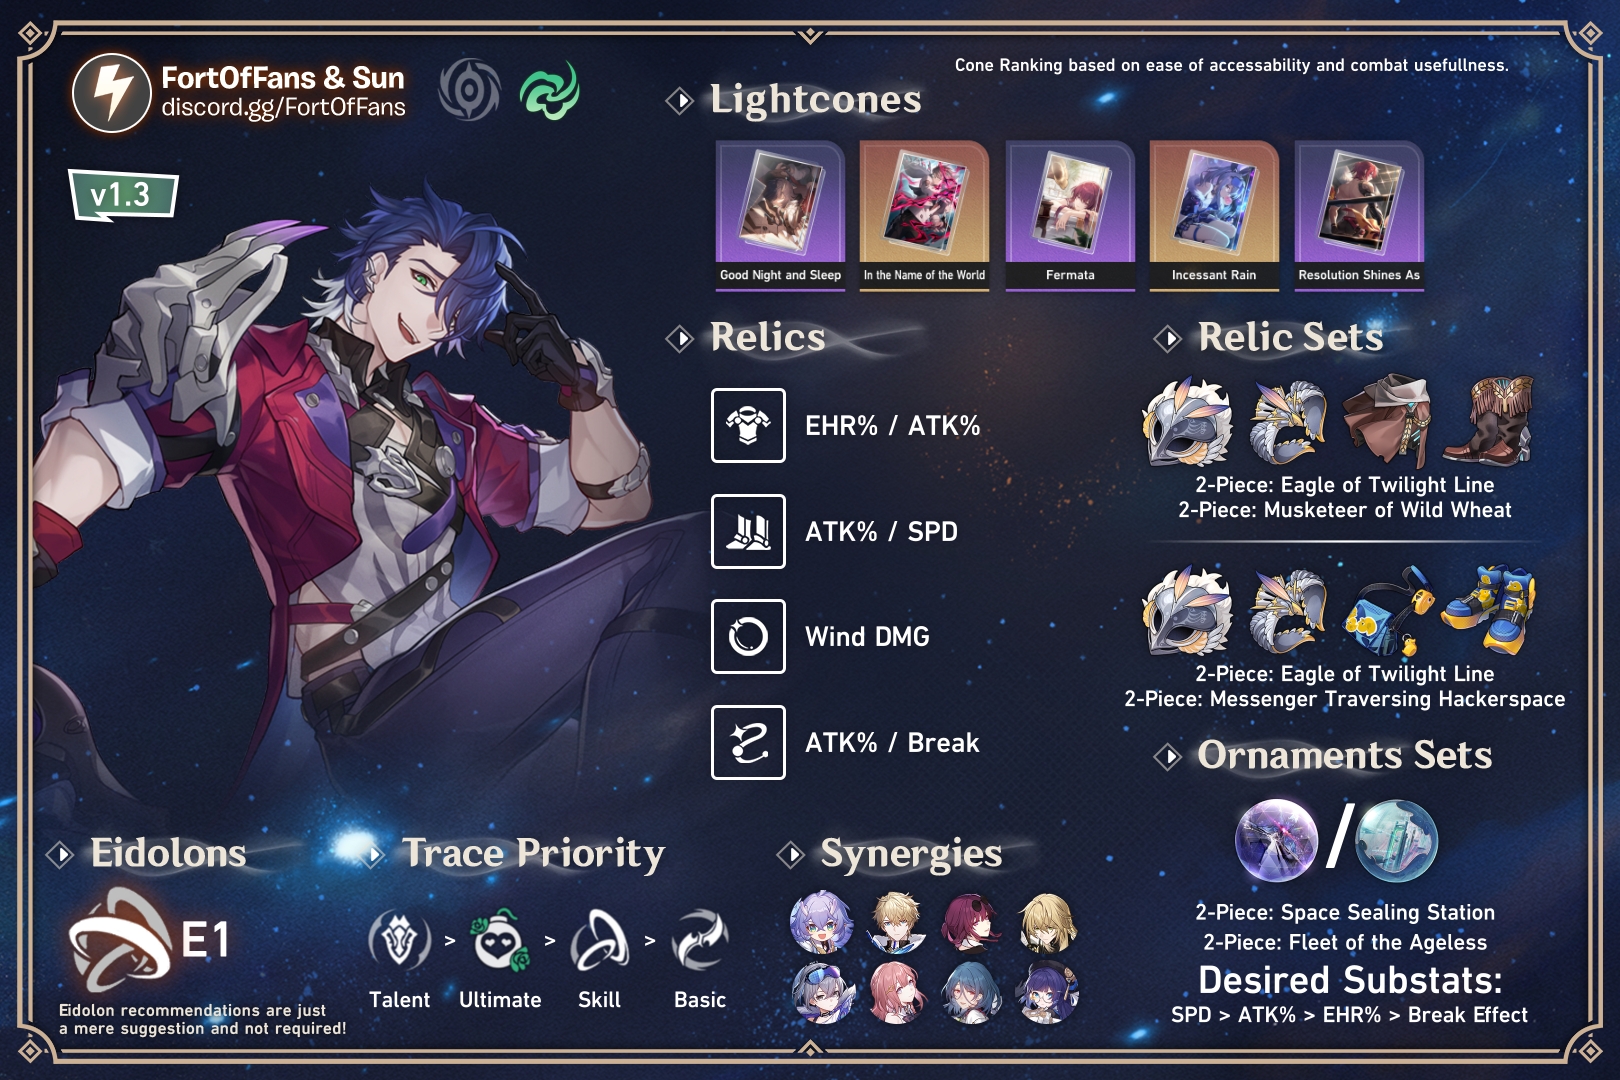 FortOfFans & Sun
discord.gg/FortOfFans
v1.3
Cone Ranking based on ease of accessability and combat usefullness.
Lightcones
Good Night and Sleep
In the Name of the World
Fermata
Incessant Rain
Resolution Shines As
Relics
EHR% / ATK%
ATK% / SPD
Wind DMG
ATK% / Break
Relic Sets
2-Piece: Eagle of Twilight Line
2-Piece: Musketeer of Wild Wheat
2-Piece: Eagle of Twilight Line
2-Piece: Messenger Traversing Hackerspace
Ornaments Sets
/
2-Piece: Space Sealing Station
2-Piece: Fleet of the Ageless
Desired Substats:
SPD > ATK% > EHR% > Break Effect
Eidolons
E1
Eidolon recommendations are just
a mere suggestion and not required!
Trace Priority
> > >
Talent Ultimate Skill Basic
Synergies